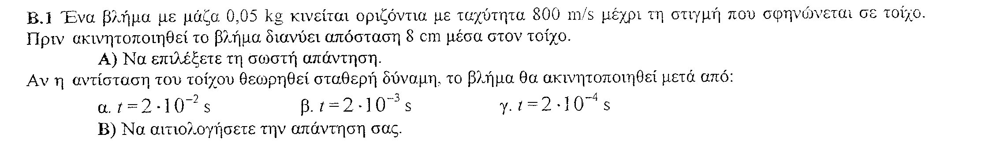 Β.1 Ένα βλήμα με μάζα 0,05 kg κινείται οριζόντια με ταχύτητα 800 m/s μέχρι τη στιγμή που σφηνώνεται σε τοίχο.
Πριν ακινητοποιηθεί το βλήμα διανύει απόσταση 8 cm μέσα στον τοίχο.
Α) Να επιλέξετε τη σωστή απάντηση.
Αν η αντίσταση του τοίχου θεωρηθεί σταθερή δύναμη, το βλήμα θα ακινητοποιηθεί μετά από:
α. t = 2 · 10⁻² s β. t = 2 · 10⁻³ s γ. t = 2 · 10⁻⁴ s
Β) Να αιτιολογήσετε την απάντηση σας.